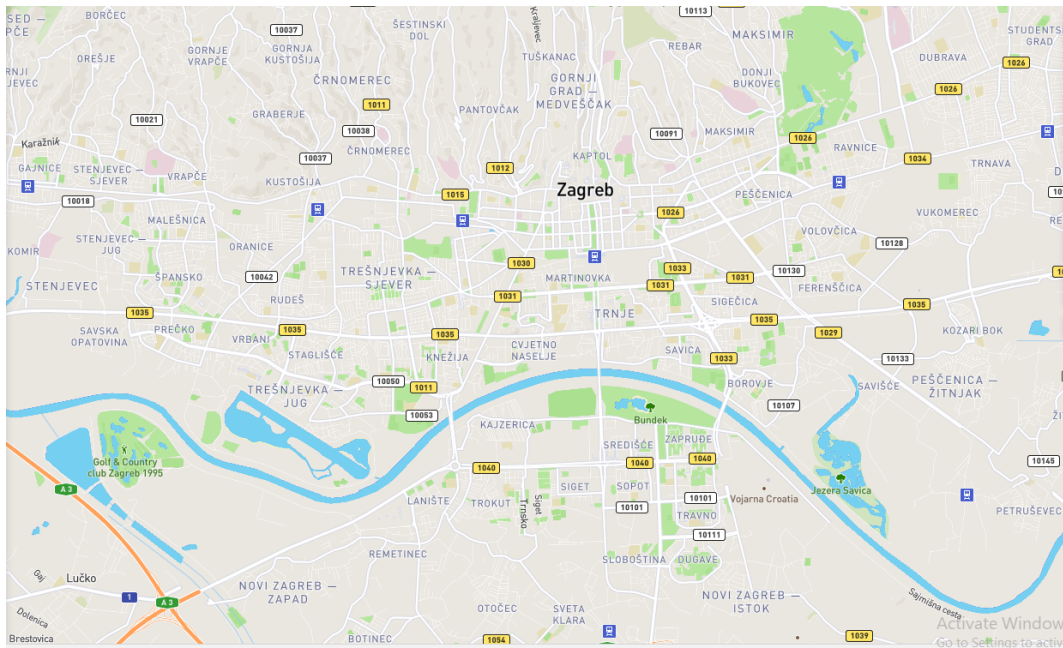 SED –
PČE
BORČEC
10037
ŠESTINSKI
DOL
Kraljevec
10113
MAKSIMIR
STUDENTS
GRAD
OREŠJE
GORNJE
VRAPČE
GORNJA
KUSTOŠIJA
TUŠKANAC
REBAR
DUBRAVA
1026
RNJI
JEVEC
ČRNOMEREC
GORNJI
GRAD –
MEDVEŠČAK
DONJI
BUKOVEC
1026
1011
PANTOVČAK
GRABERJE
10021
10038
10091
MAKSIMIR
1026
Karažnik
ČRNOMEREC
RAVNICE
10037
KAPTOL
1034
GAJNICE
STENJEVEC –
SJEVER
VRAPČE
1012
TRNAVA
KUSTOŠIJA
Zagreb
PEŠČENICA
10018
1015
1026
VUKOMEREC
MALEŠNICA
VOLOVČICA
KOMIR
STENJEVEC –
JUG
ORANICE
10128
1030
TREŠNJEVKA –
SJEVER
MARTINOVKA
1033
10130
STENJEVEC
ŠPANSKO
10042
1031
1031
FERENŠČICA
1031
RUDEŠ
SIGEČICA
1035
1035
TRNJE
1035
SAVSKA
OPATOVINA
PREČKO
1035
1035
1029
KOZARI BOK
VRBANI
STAGLIŠĆE
KNEŽIJA
CVJETNO
NASELJE
SAVICA
1033
10133
10050
1011
BOROVJE
SAVIŠĆE
PEŠČENICA –
ŽITNJAK
TREŠNJEVKA –
JUG
10053
10107
KAJZERICA
Bundek
SREDIŠĆE
ZAPRUĐE
Golf & Country
club Zagreb 1995
1040
1040
1040
10145
A 3
SIGET
SOPOT
Jezera Savica
LANIŠTE
TROKUT
Trnsko
Siget
10101
10101
Vojarna Croatia
TRAVNO
PETRUŠEVEC
10111
REMETINEC
SLOBOŠTINA
DUGAVE
Gaj
Lučko
NOVI ZAGREB –
ZAPAD
NOVI ZAGREB –
ISTOK
1
A 3
Sajmišna cesta
Dolenica
OTOČEC
SVETA
KLARA
Brestovica
BOTINEC
1054
1039
Activate Window
Go to Settings to activ